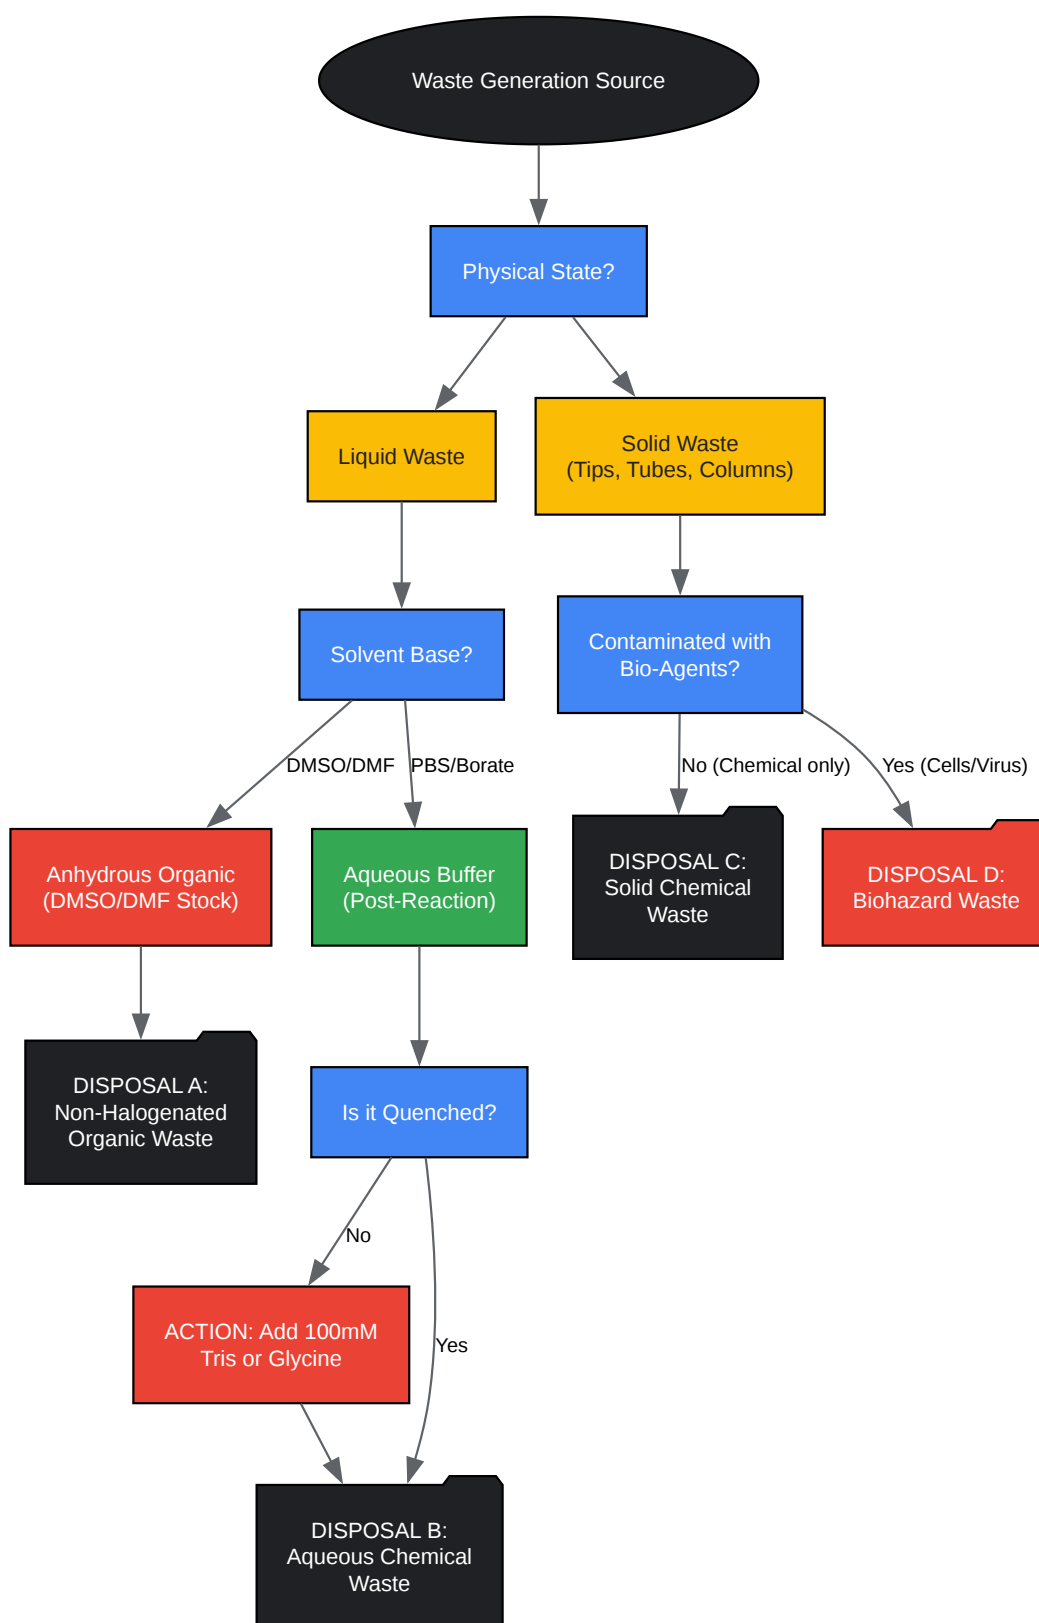 Waste Generation Source
Physical State?
Liquid Waste
Solid Waste
(Tips, Tubes, Columns)
Solvent Base?
Contaminated with
Bio-Agents?
DMSO/DMF
PBS/Borate
No (Chemical only)
Yes (Cells/Virus)
Anhydrous Organic
(DMSO/DMF Stock)
Aqueous Buffer
(Post-Reaction)
DISPOSAL C:
Solid Chemical
Waste
DISPOSAL D:
Biohazard Waste
DISPOSAL A:
Non-Halogenated
Organic Waste
Is it Quenched?
No
Yes
ACTION: Add 100mM
Tris or Glycine
DISPOSAL B:
Aqueous Chemical
Waste